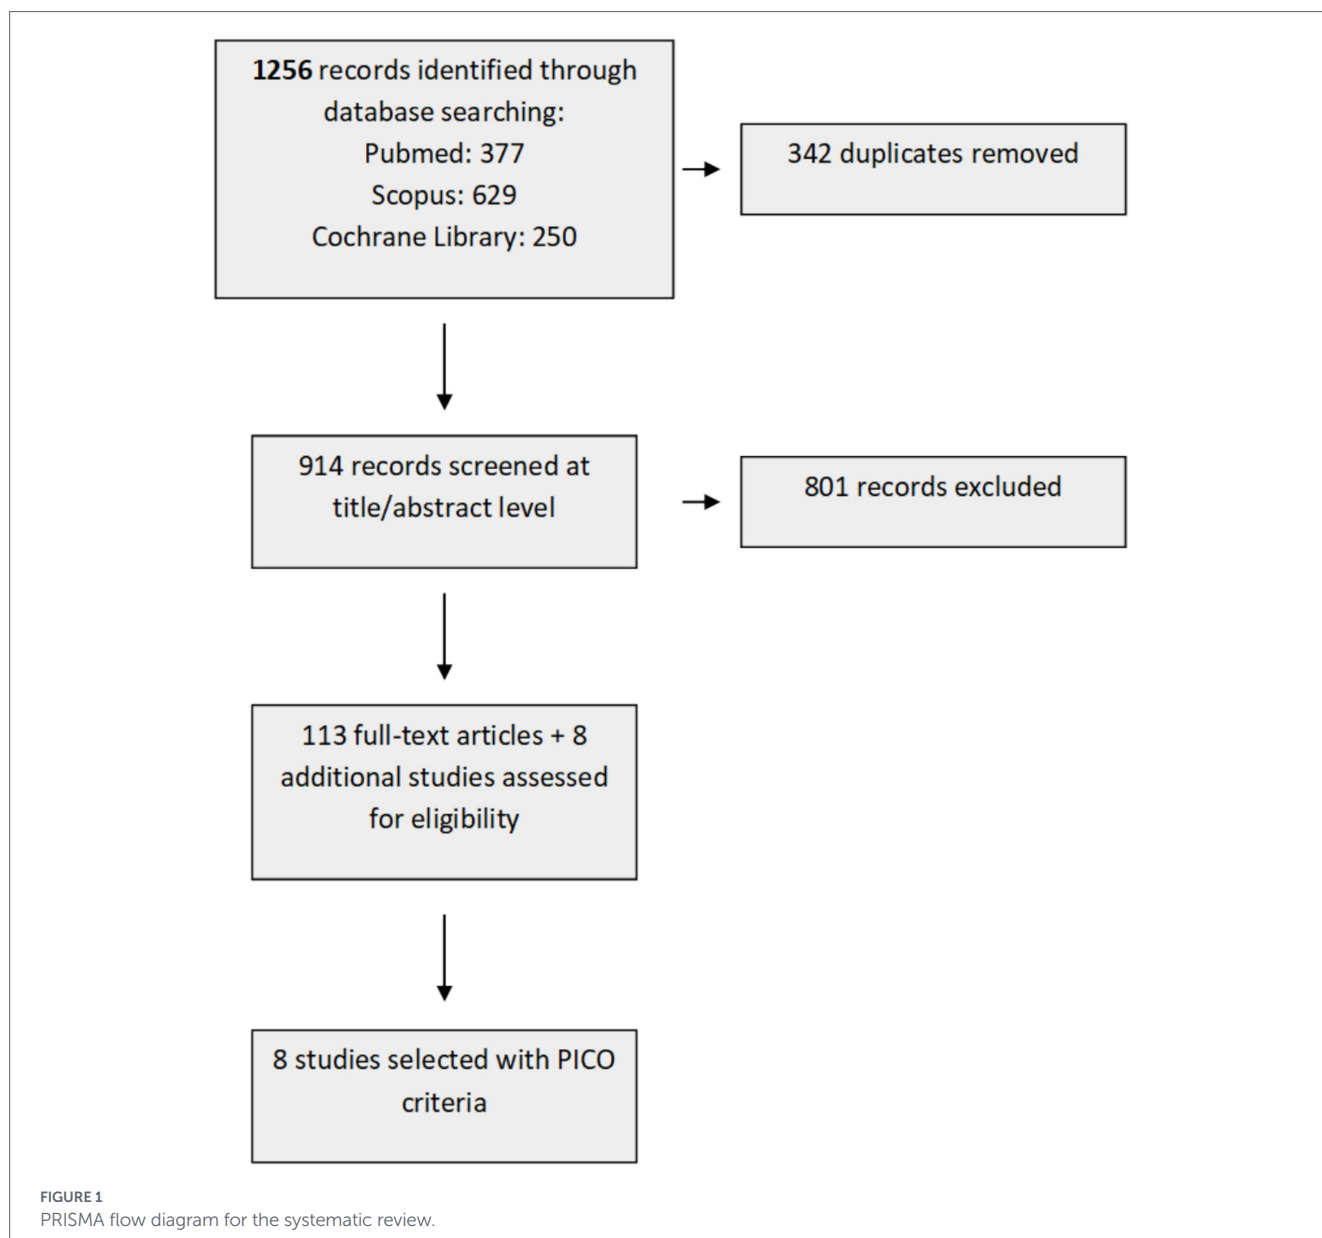 1256 records identified through
database searching:
Pubmed: 377
Scopus: 629
Cochrane Library: 250
342 duplicates removed
914 records screened at
title/abstract level
801 records excluded
113 full-text articles + 8
additional studies assessed
for eligibility
8 studies selected with PICO
criteria
FIGURE 1
PRISMA flow diagram for the systematic review.